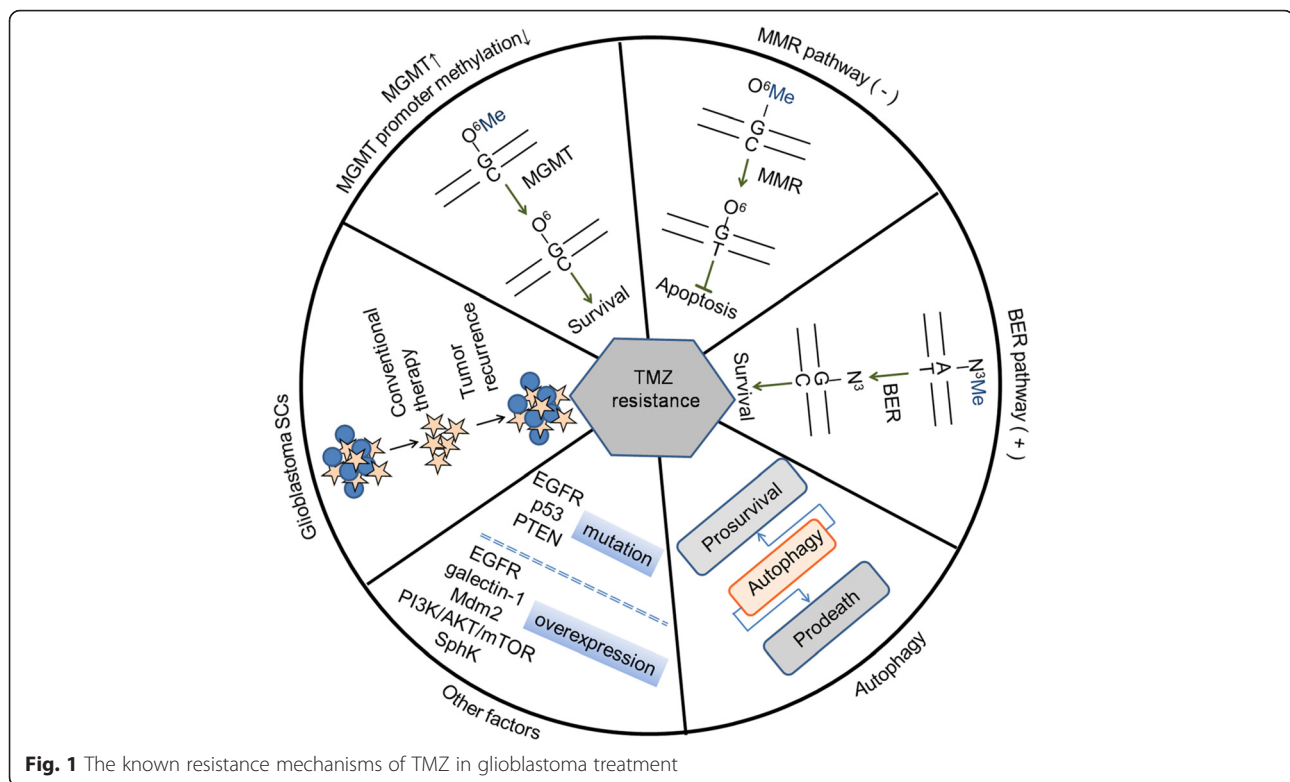 MGMT↑
MGMT promoter methylation↓
O⁶Me
G
C
MGMT
O⁶
G
C
Survival
MMR pathway ( - )
O⁶Me
G
C
MMR
O⁶
G
T
Apoptosis
BER pathway ( + )
N³Me
A
T
BER
N³
G
C
Survival
Autophagy
Prosurvival
Autophagy
Prodeath
Other factors
EGFR
p53
PTEN
mutation
EGFR
galectin-1
Mdm2
PI3K/AKT/mTOR
SphK
overexpression
Glioblastoma SCs
Conventional
therapy
Tumor
recurrence
TMZ
resistance
Fig. 1 The known resistance mechanisms of TMZ in glioblastoma treatment